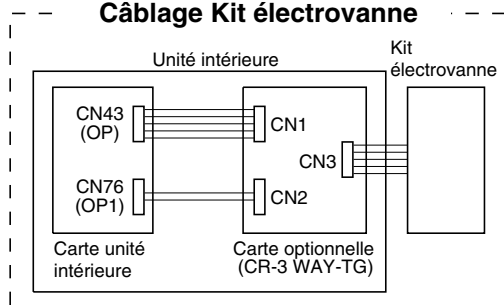 Câblage Kit électrovanne
Unité intérieure
Kit
électrovanne
CN43
(OP)
CN1
CN3
CN76
(OP1)
CN2
Carte unité
intérieure
Carte optionnelle
(CR-3 WAY-TG)